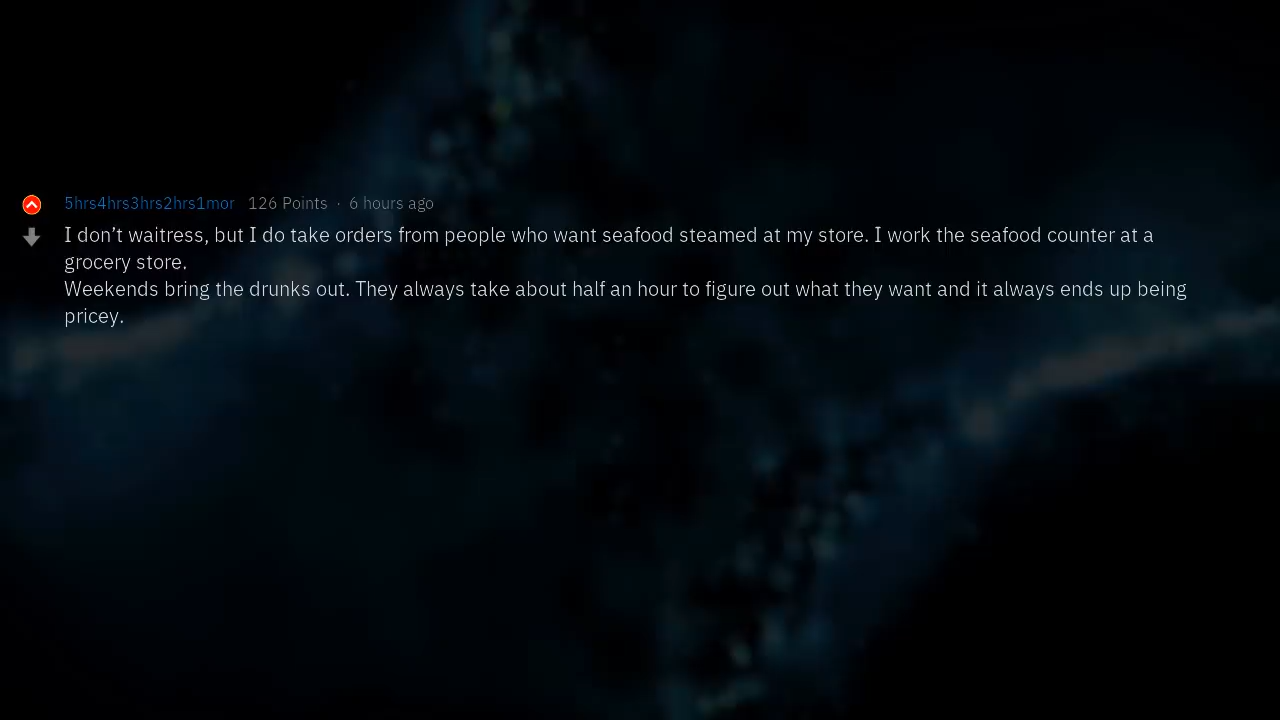 5hrs4hrs3hrs2hrs1mor 126 Points · 6 hours ago
I don’t waitress, but I do take orders from people who want seafood steamed at my store. I work the seafood counter at a
grocery store.
Weekends bring the drunks out. They always take about half an hour to figure out what they want and it always ends up being
pricey.